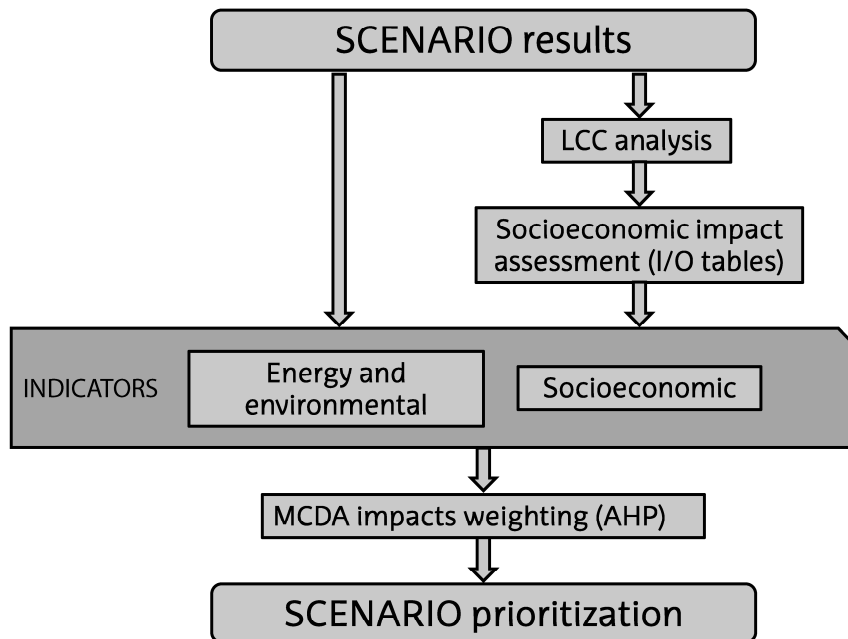 SCENARIO results
LCC analysis
Socioeconomic impact
assessment (I/O tables)
INDICATORS
Energy and
environmental
Socioeconomic
MCDA impacts weighting (AHP)
SCENARIO prioritization